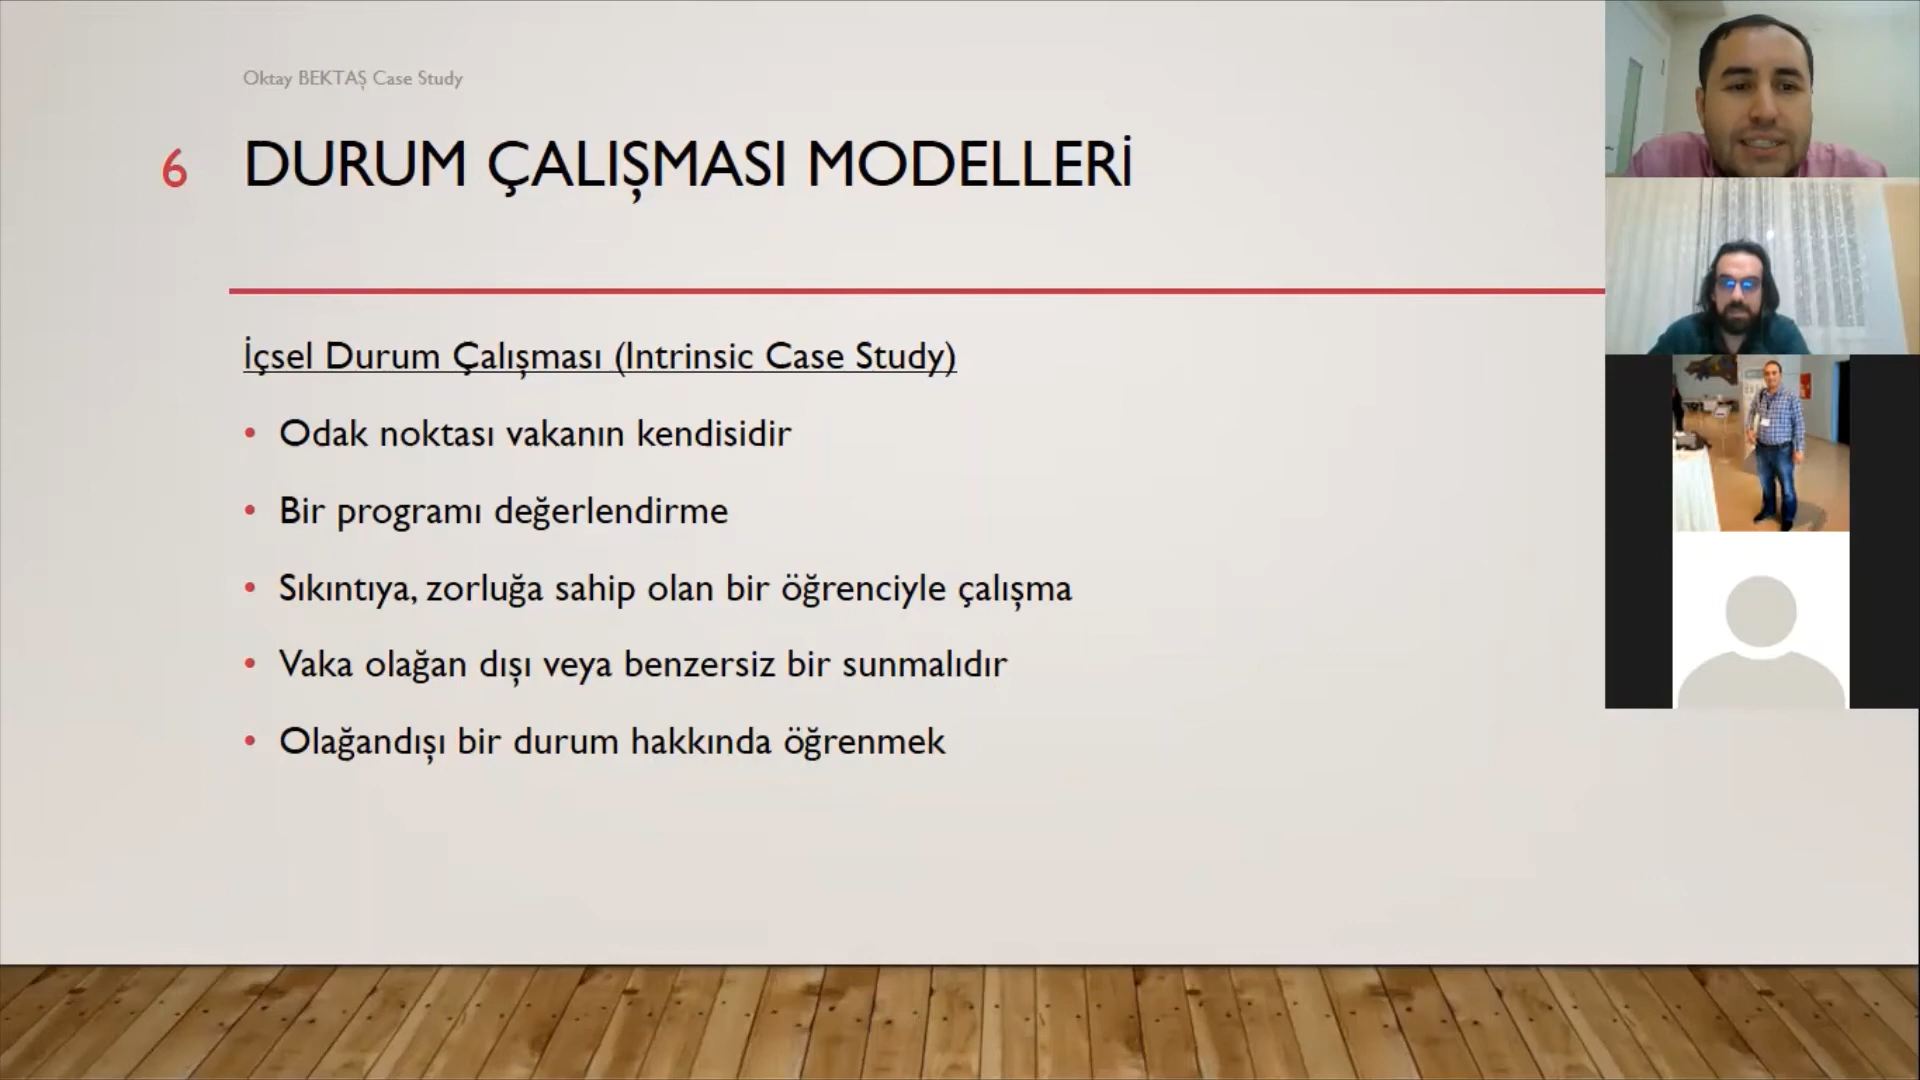 Oktay BEKTAŞ Case Study
6
DURUM ÇALIŞMASI MODELLERİ
İçsel Durum Çalışması (Intrinsic Case Study)
• Odak noktası vakanın kendisidir
• Bir programı değerlendirme
• Sıkıntıya, zorluğa sahip olan bir öğrenciyle çalışma
• Vaka olağan dışı veya benzersiz bir sunmalıdır
• Olağandışı bir durum hakkında öğrenmek